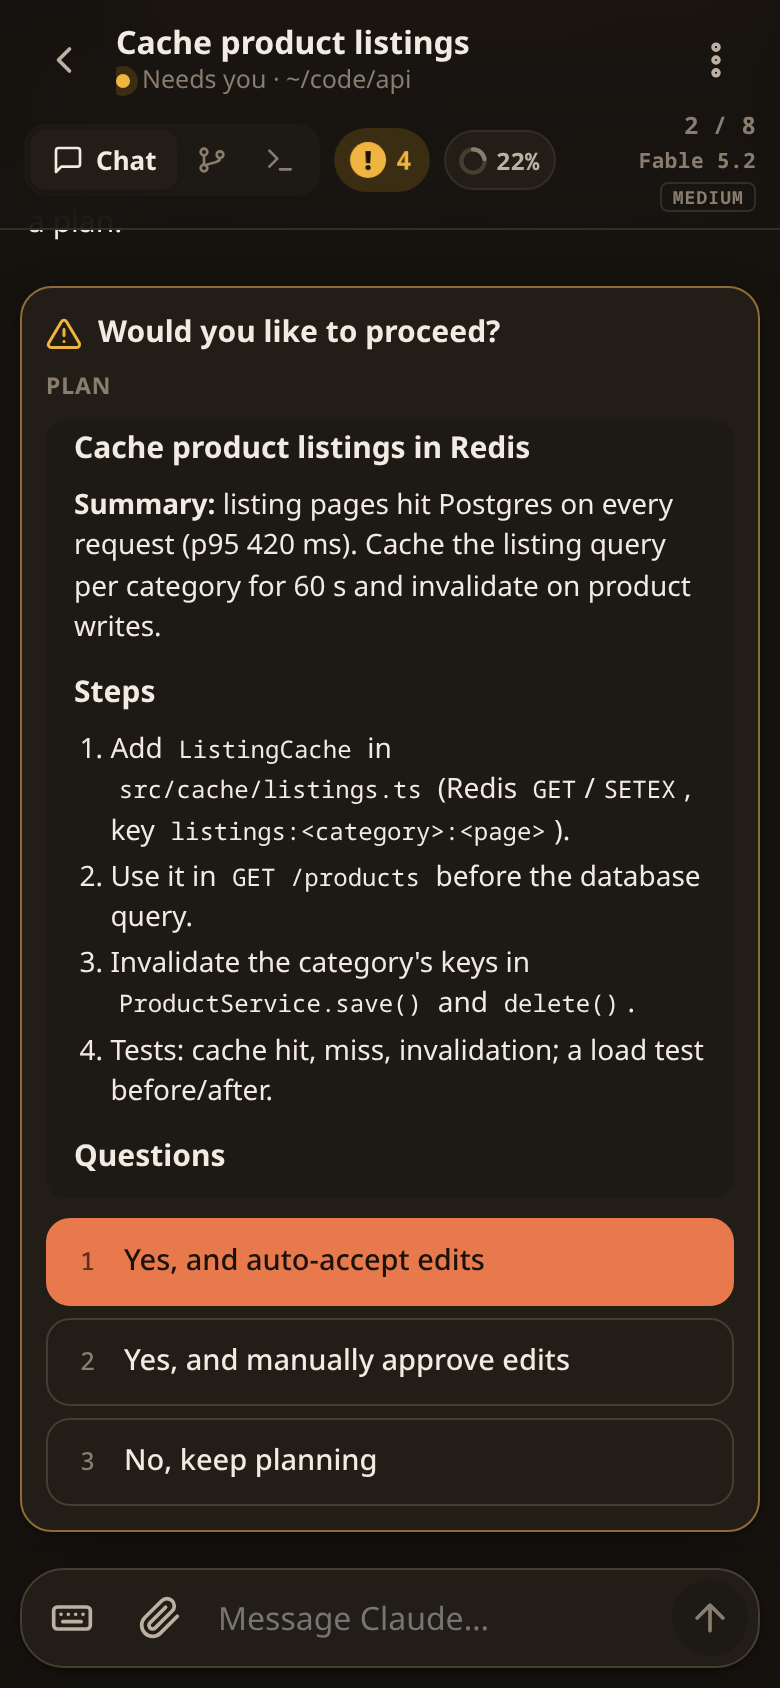 Cache product listings
Needs you · ~/code/api
2 / 8
Chat
! 4
22%
Fable 5.2
MEDIUM
a plan.
Would you like to proceed?
PLAN
Cache product listings in Redis
Summary: listing pages hit Postgres on every
request (p95 420 ms). Cache the listing query
per category for 60 s and invalidate on product
writes.
Steps
1. Add ListingCache in
src/cache/listings.ts (Redis GET / SETEX ,
key listings:<category>:<page> ).
2. Use it in GET /products before the database
query.
3. Invalidate the category's keys in
ProductService.save() and delete() .
4. Tests: cache hit, miss, invalidation; a load test
before/after.
Questions
1 Yes, and auto-accept edits
2 Yes, and manually approve edits
3 No, keep planning
Message Claude...